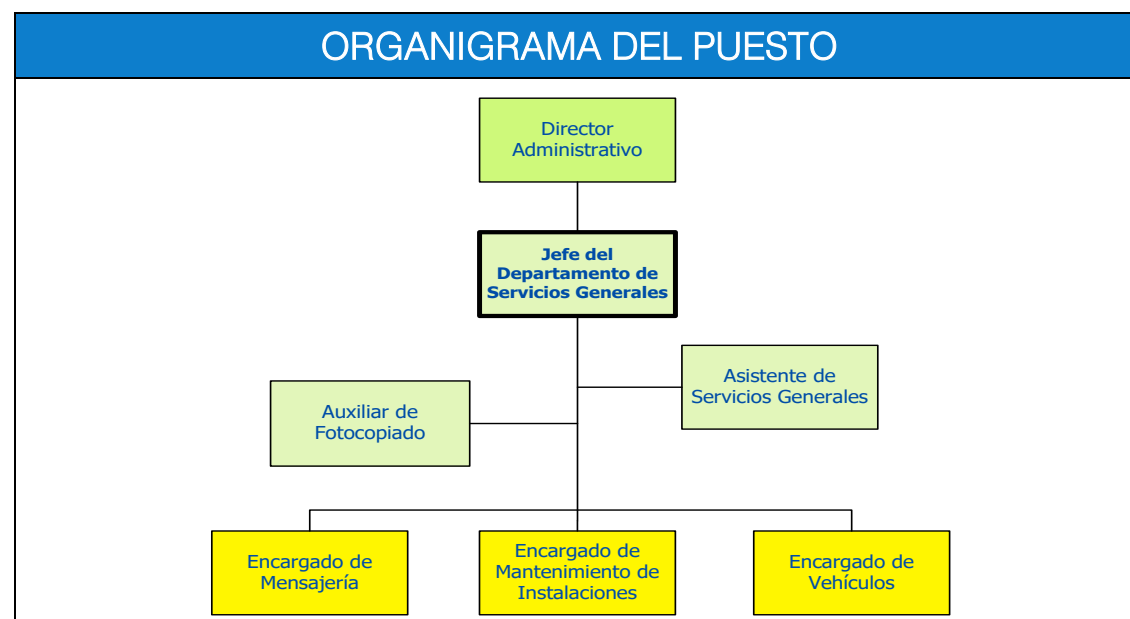 ORGANIGRAMA DEL PUESTO
Director
Administrativo
Jefe del
Departamento de
Servicios Generales
Asistente de
Servicios Generales
Auxiliar de
Fotocopiado
Encargado de
Mensajería
Encargado de
Mantenimiento de
Instalaciones
Encargado de
Vehículos